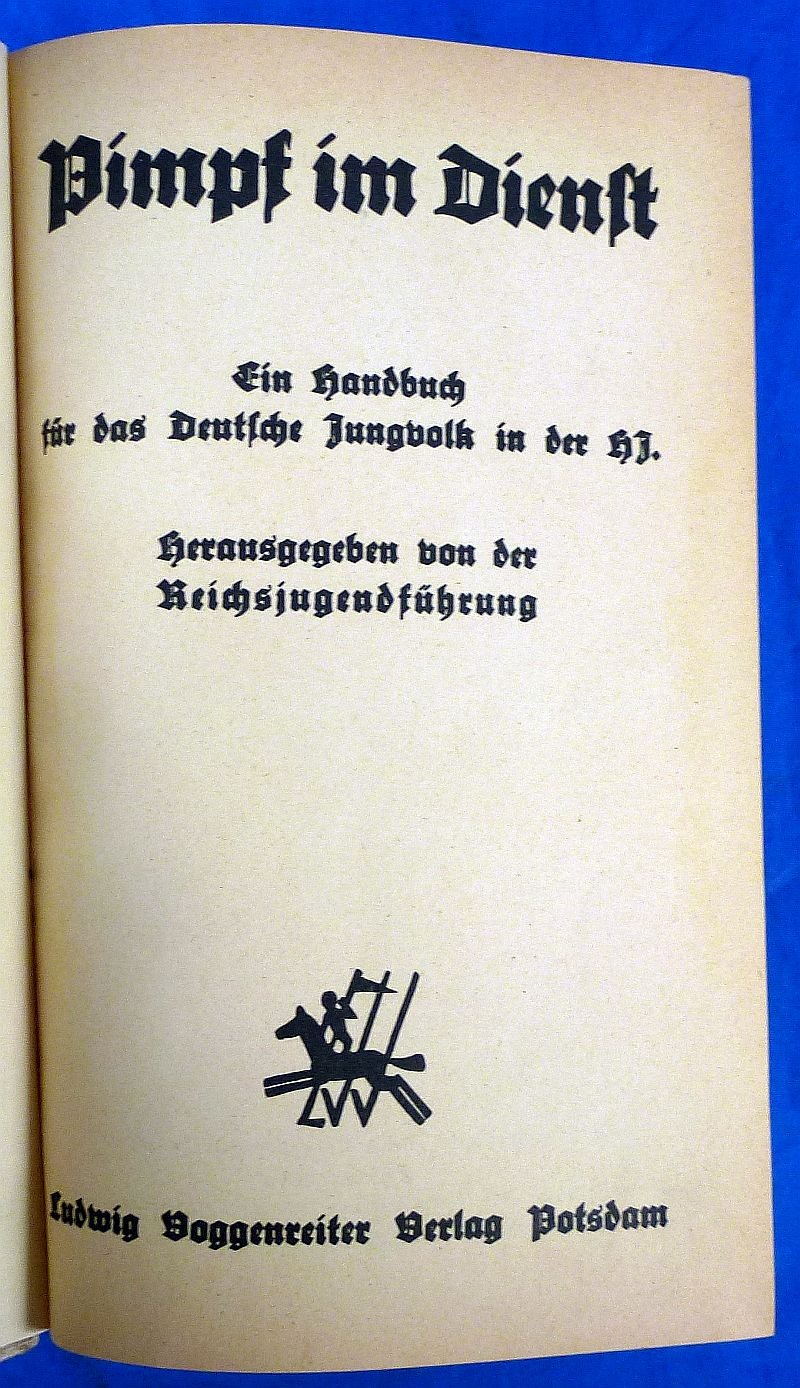 Pimpf im Dienst
Ein Handbuch
für das Deutsche Jungvolk in der HJ.
Herausgegeben von der
Reichsjugendführung
LVV
Ludwig Voggenreiter Verlag Potsdam